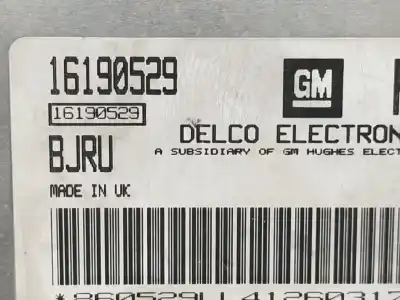 16190529
GM
16190529
DELCO ELECTRON
BJRU
A SUBSIDIARY OF GM HUGHES ELECT
MADE IN UK